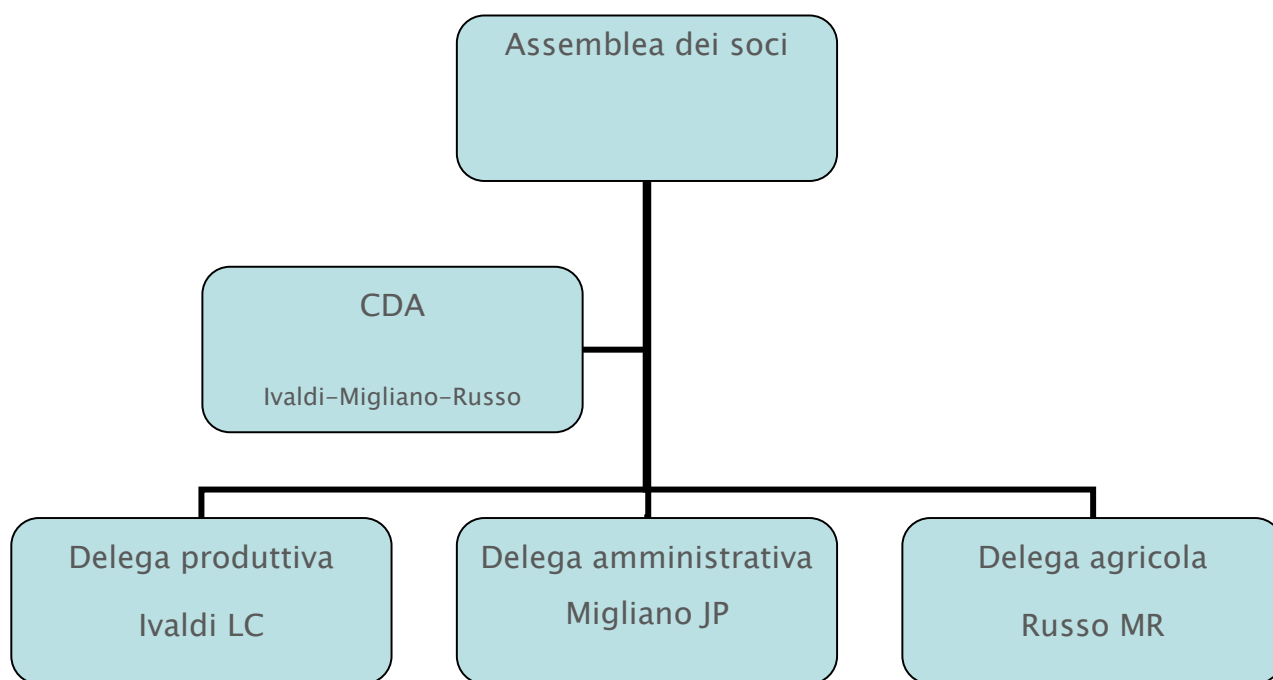 Assemblea dei soci
CDA
Ivaldi-Migliano-Russo
Delega produttiva
Ivaldi LC
Delega amministrativa
Migliano JP
Delega agricola
Russo MR